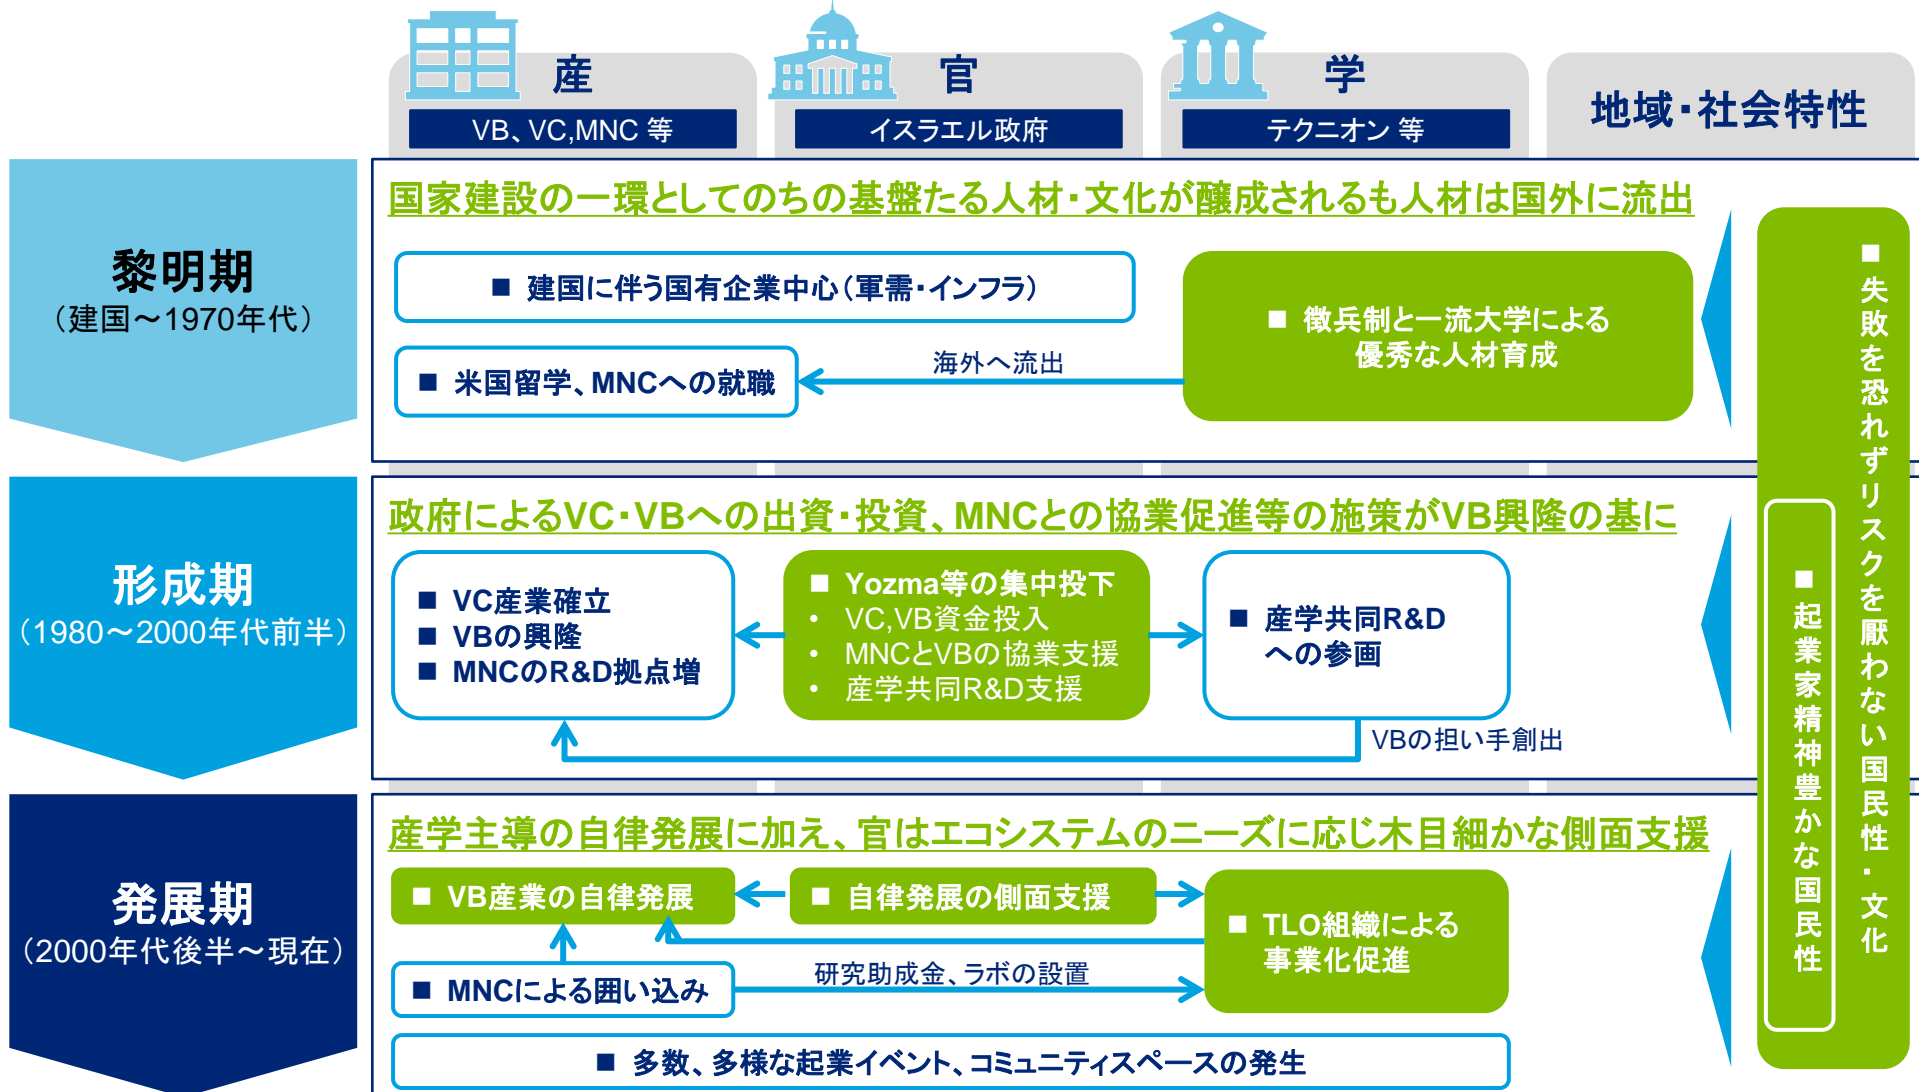 産
官
学
地域・社会特性
VB、VC,MNC 等
イスラエル政府
テクニオン 等
黎明期
（建国～1970年代）
国家建設の一環としてのちの基盤たる人材・文化が醸成されるも人材は国外に流出
■ 建国に伴う国有企業中心（軍需・インフラ）
■ 徴兵制と一流大学による
優秀な人材育成
■ 米国留学、MNCへの就職
海外へ流出
形成期
（1980～2000年代前半）
政府によるVC・VBへの出資・投資、MNCとの協業促進等の施策がVB興隆の基に
■ VC産業確立
■ VBの興隆
■ MNCのR&D拠点増
■ Yozma等の集中投下
• VC,VB資金投入
• MNCとVBの協業支援
• 産学共同R&D支援
■ 産学共同R&D
への参画
VBの担い手創出
発展期
（2000年代後半～現在）
産学主導の自律発展に加え、官はエコシステムのニーズに応じ木目細かな側面支援
■ VB産業の自律発展
■ 自律発展の側面支援
■ TLO組織による
事業化促進
■ MNCによる囲い込み
研究助成金、ラボの設置
■ 多数、多様な起業イベント、コミュニティスペースの発生
■ 失敗を恐れずリスクを厭わない国民性・文化
■ 起業家精神豊かな国民性